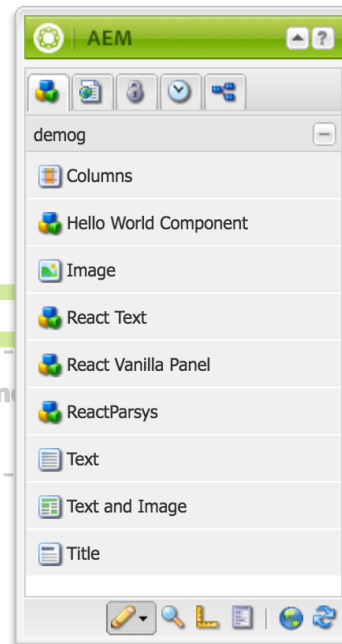 AEM
?
demog
Columns
Hello World Component
Image
React Text
React Vanilla Panel
ReactParsys
Text
Text and Image
Title